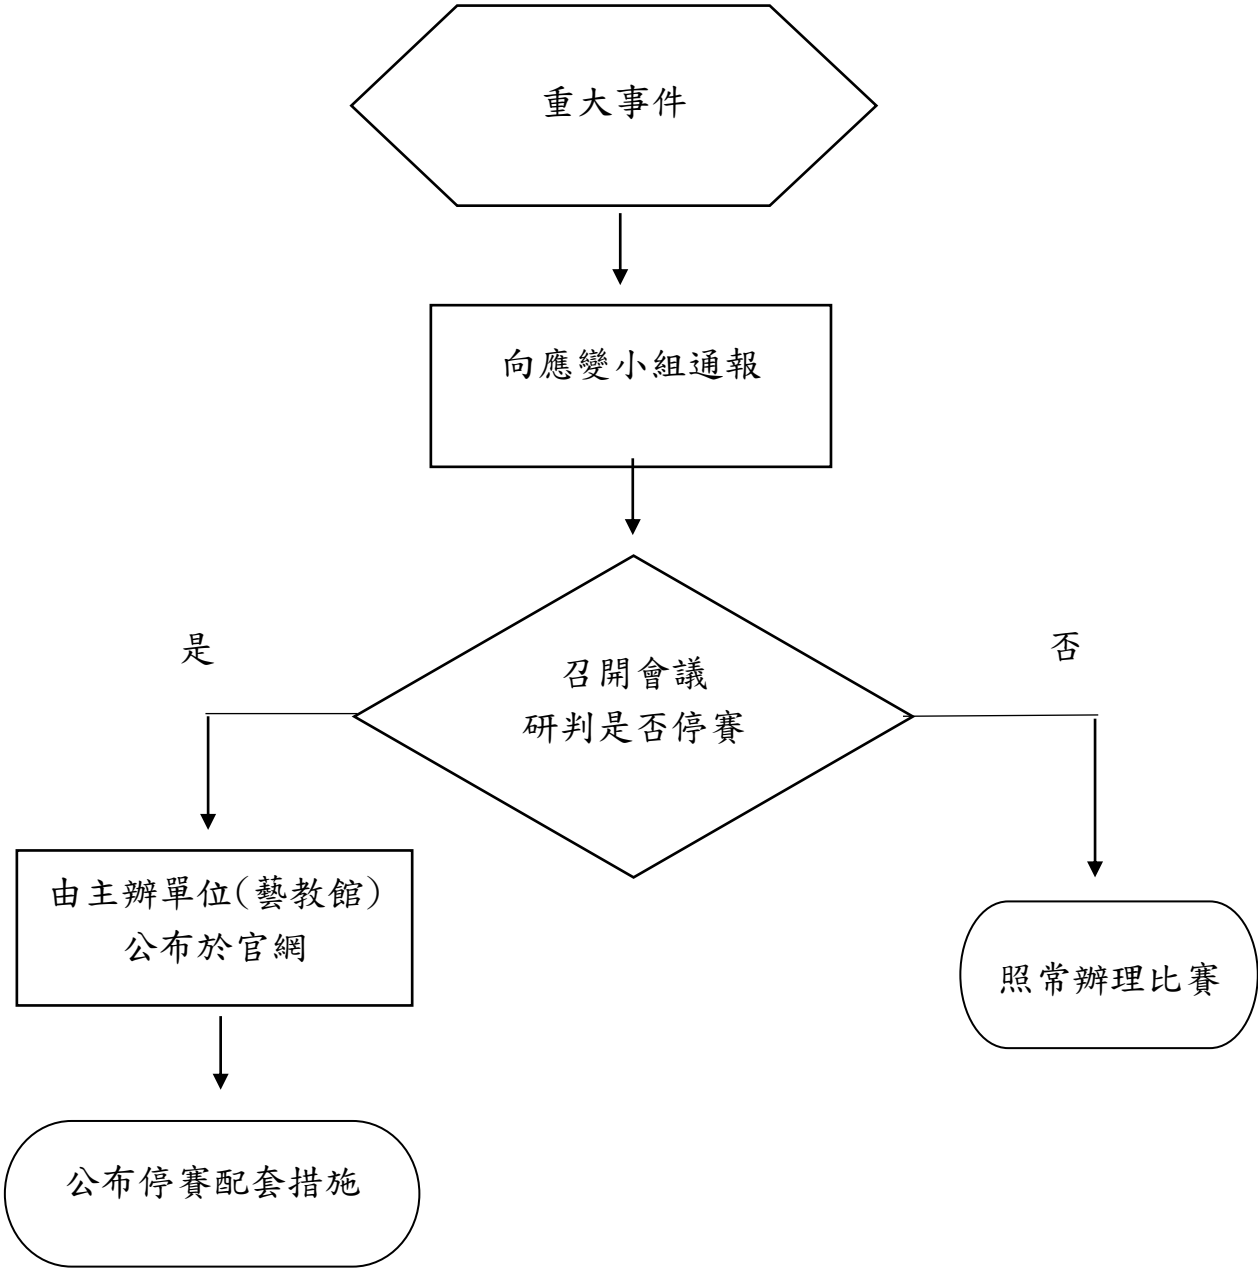 重大事件
向應變小組通報
是
否
召開會議
研判是否停賽
由主辦單位(藝教館)
公布於官網
照常辦理比賽
公布停賽配套措施